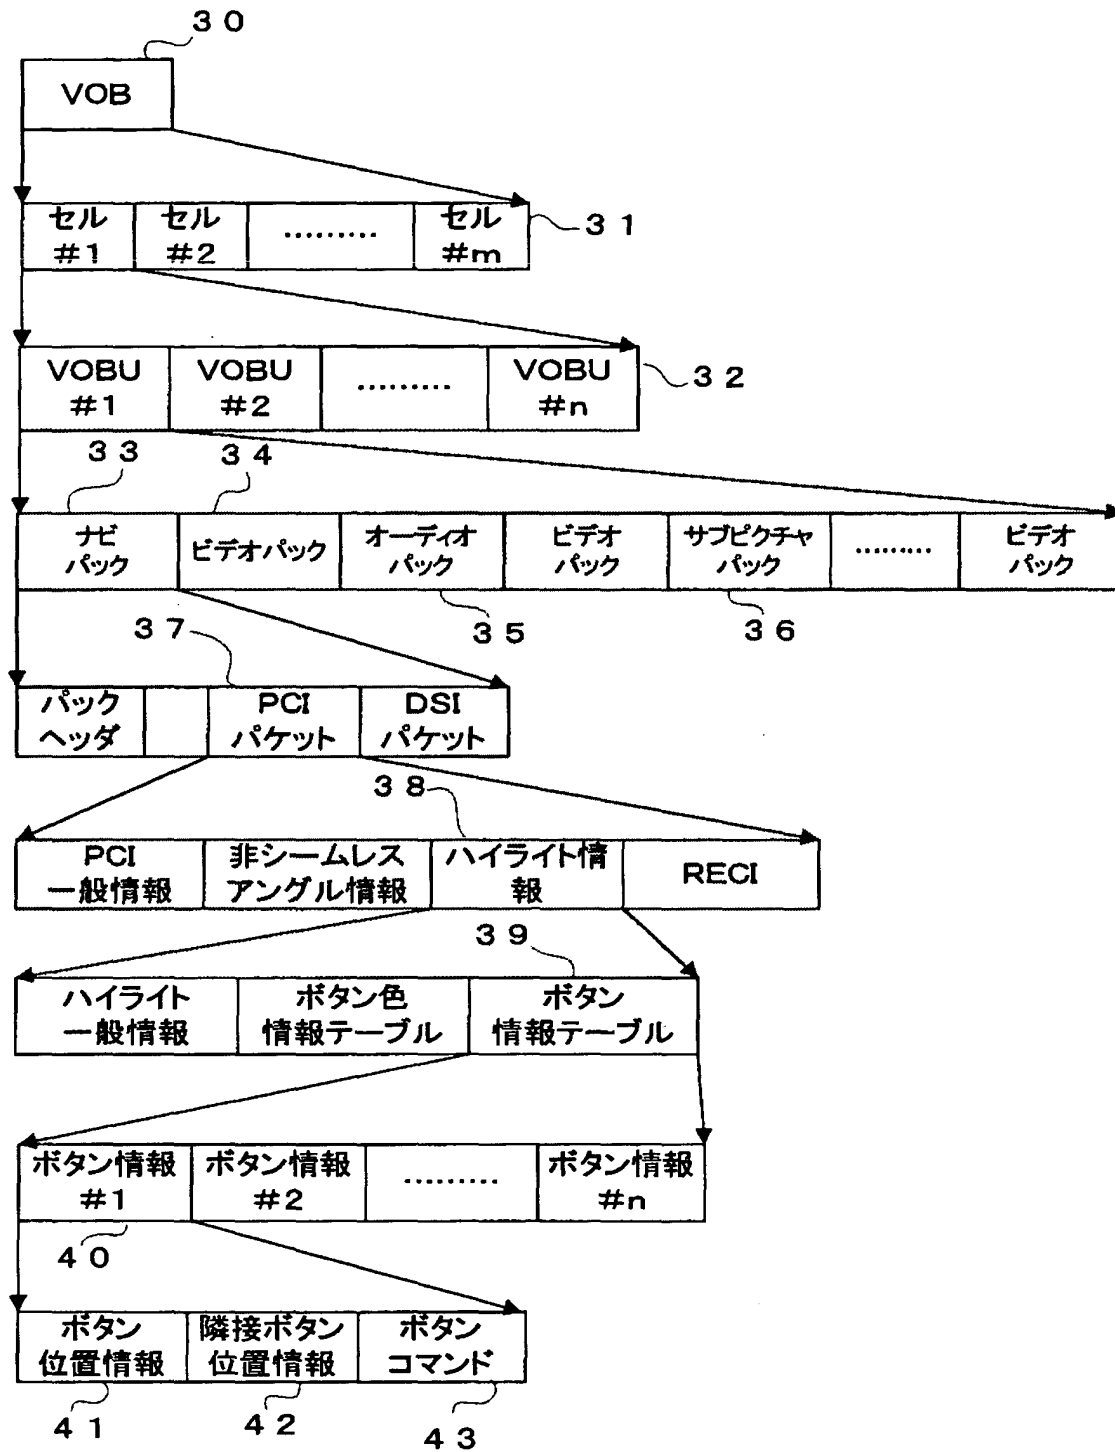 ３０
VOB
セル
#1
セル
#2
………
セル
#m
３１
VOBU
#1
VOBU
#2
………
VOBU
#n
３２
３３
３４
ナビ
パック
ビデオパック
オーディオ
パック
ビデオ
パック
サブピクチャ
パック
………
ビデオ
パック
３５
３６
３７
パック
ヘッダ
PCI
パケット
DSI
パケット
３８
PCI
一般情報
非シームレス
アングル情報
ハイライト情
報
RECI
３９
ハイライト
一般情報
ボタン色
情報テーブル
ボタン
情報テーブル
ボタン情報
#1
ボタン情報
#2
………
ボタン情報
#n
４０
ボタン
位置情報
隣接ボタン
位置情報
ボタン
コマンド
４１
４２
４３